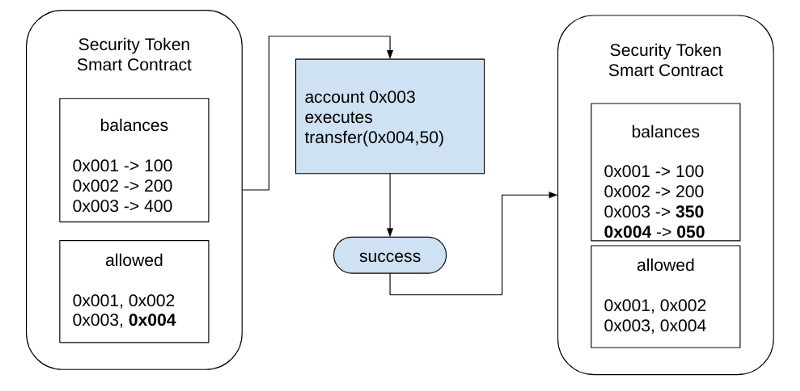 Security Token
Smart Contract
balances
0x001 -> 100
0x002 -> 200
0x003 -> 400
allowed
0x001, 0x002
0x003, 0x004
account 0x003
executes
transfer(0x004,50)
success
Security Token
Smart Contract
balances
0x001 -> 100
0x002 -> 200
0x003 -> 350
0x004 -> 050
allowed
0x001, 0x002
0x003, 0x004